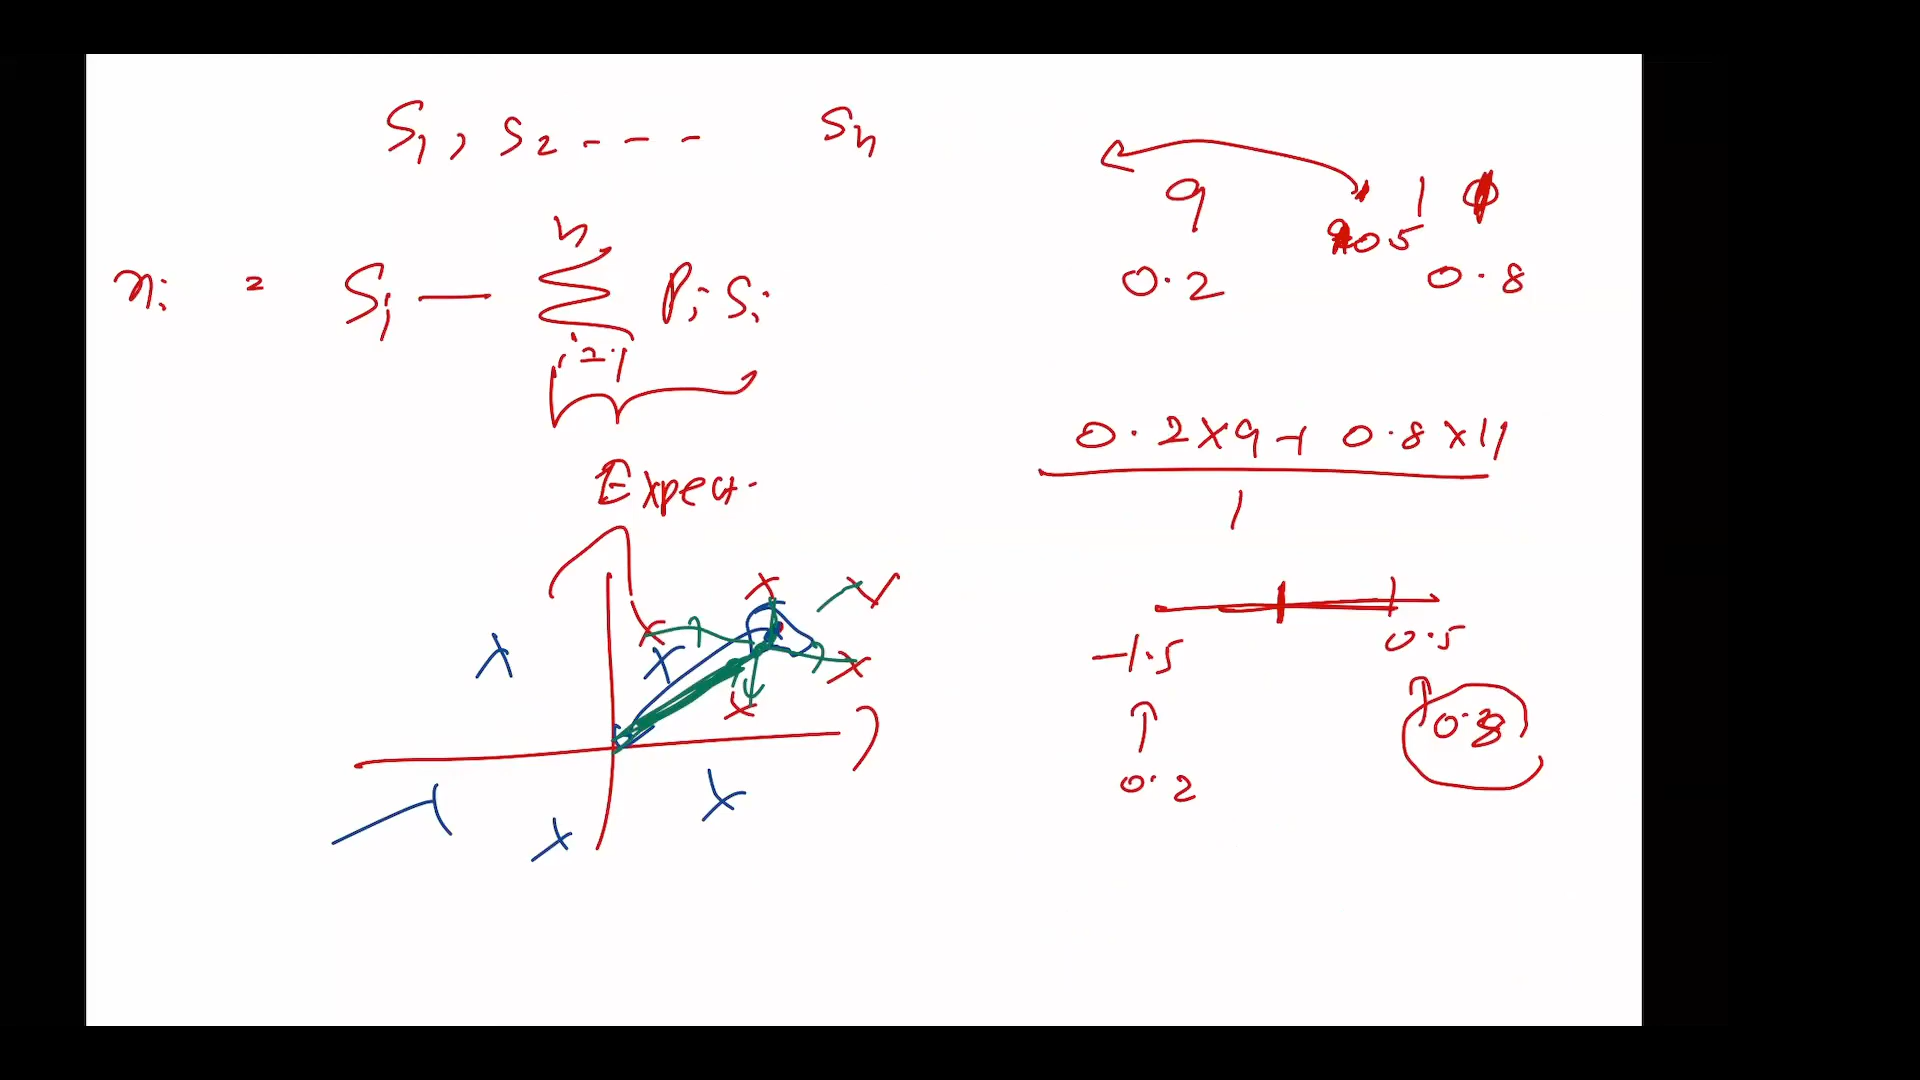 S1, S2 - - - - Sn
9 1
0.5
0.2 0.8
n
xi = Sj — Σ Pi Si
i=1
0.2×9 + 0.8×11
1
Expect.
-1.5 0.5
0.8
0.2